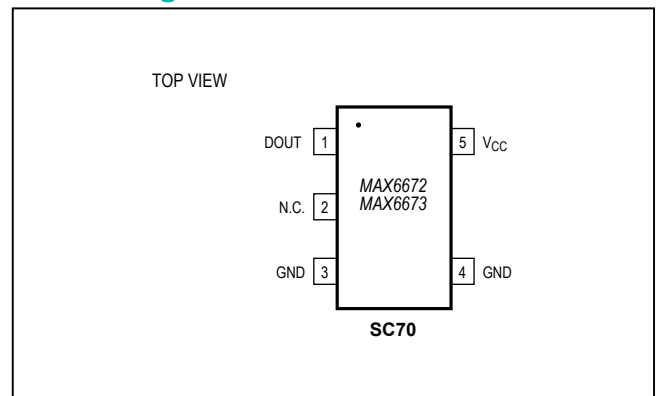 TOP VIEW
DOUT 1
5 VCC
MAX6672
N.C. 2
MAX6673
GND 3
4 GND
SC70